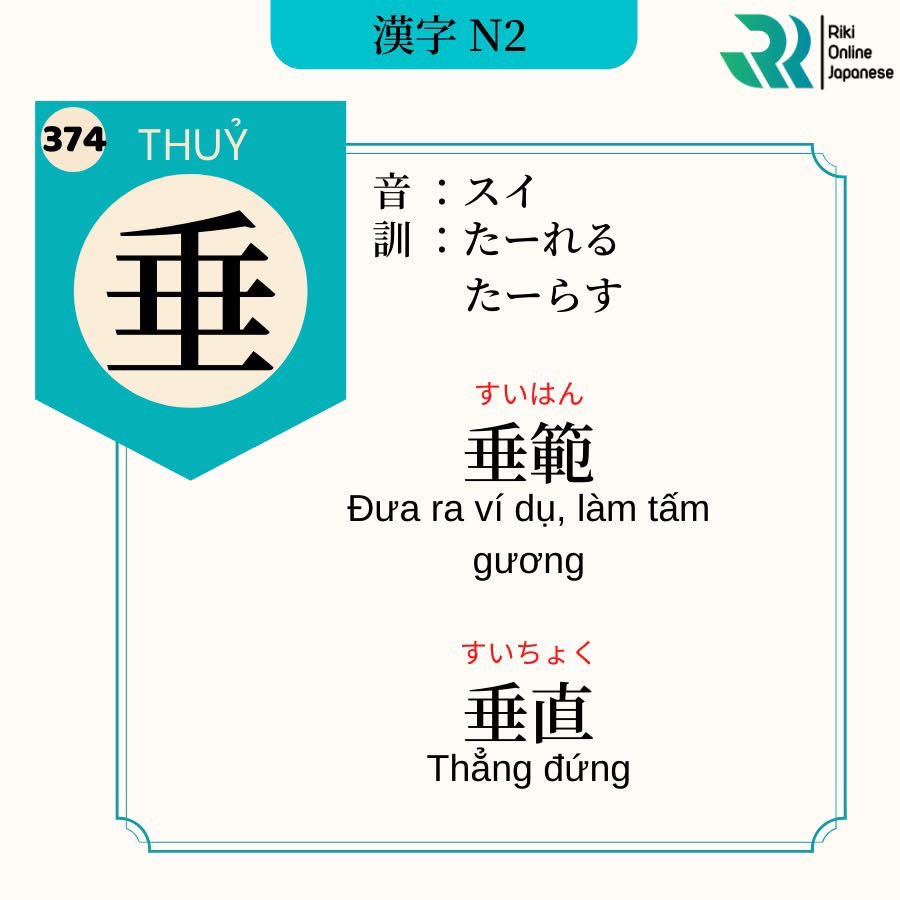 漢字 N2
Riki
Online
Japanese
374
THUỶ
垂
音 ：スイ
訓 ：たーれる
たーらす
すいはん
垂範
Đưa ra ví dụ, làm tấm
gương
すいちょく
垂直
Thẳng đứng